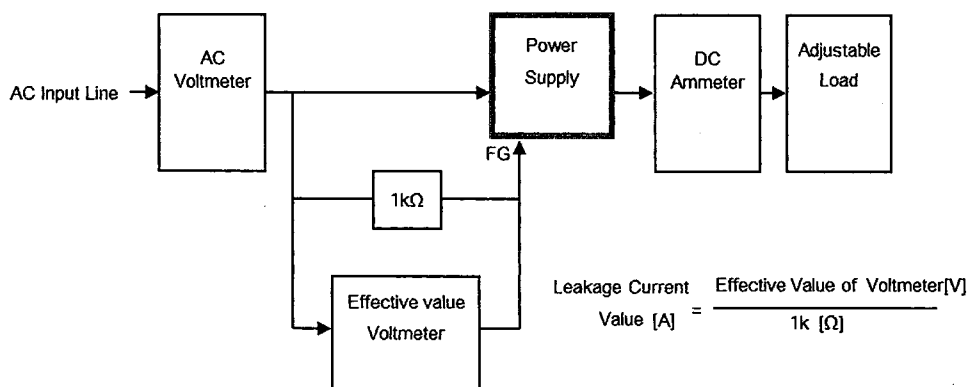 AC Input Line
AC
Voltmeter
Power
Supply
DC
Ammeter
Adjustable
Load
FG
1kΩ
Effective value
Voltmeter
Leakage Current
Value [A]
=
Effective Value of Voltmeter[V]
1k [Ω]